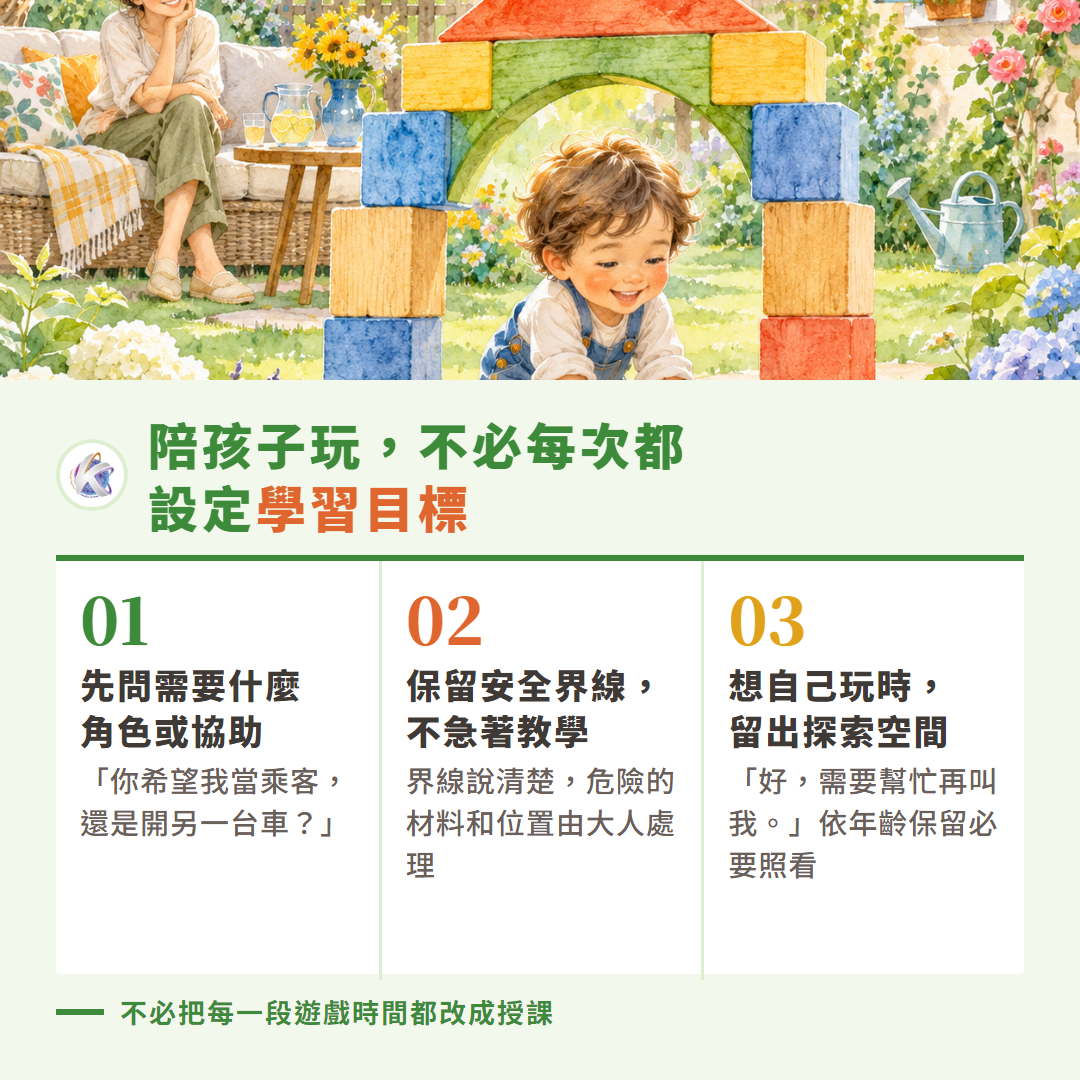 陪孩子玩，不必每次都
設定學習目標
01
先問需要什麼
角色或協助
「你希望我當乘客，
還是開另一台車？」
02
保留安全界線，
不急著教學
界線說清楚，危險的
材料和位置由大人處
理
03
想自己玩時，
留出探索空間
「好，需要幫忙再叫
我。」依年齡保留必
要照看
不必把每一段遊戲時間都改成授課